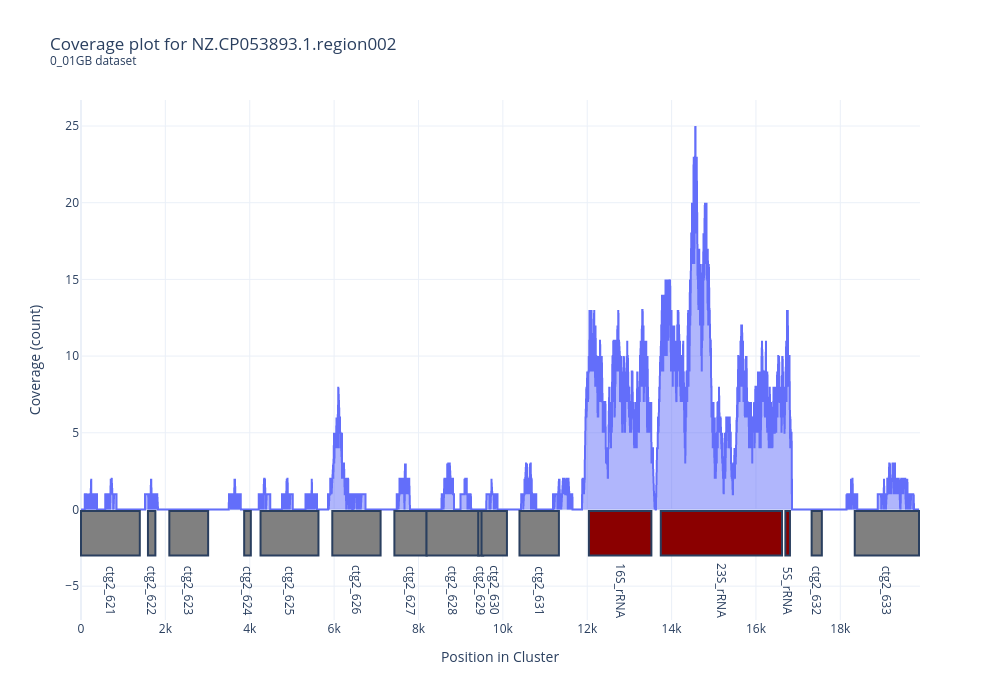 Coverage plot for NZ.CP053893.1.region002
0_01GB dataset
25
20
15
10
5
0
−5
Coverage (count)
ctg2_621
ctg2_622
ctg2_623
ctg2_624
ctg2_625
ctg2_626
ctg2_627
ctg2_628
ctg2_629
ctg2_630
ctg2_631
16S_rRNA
23S_rRNA
5S_rRNA
ctg2_632
ctg2_633
0
2k
4k
6k
8k
10k
12k
14k
16k
18k
Position in Cluster